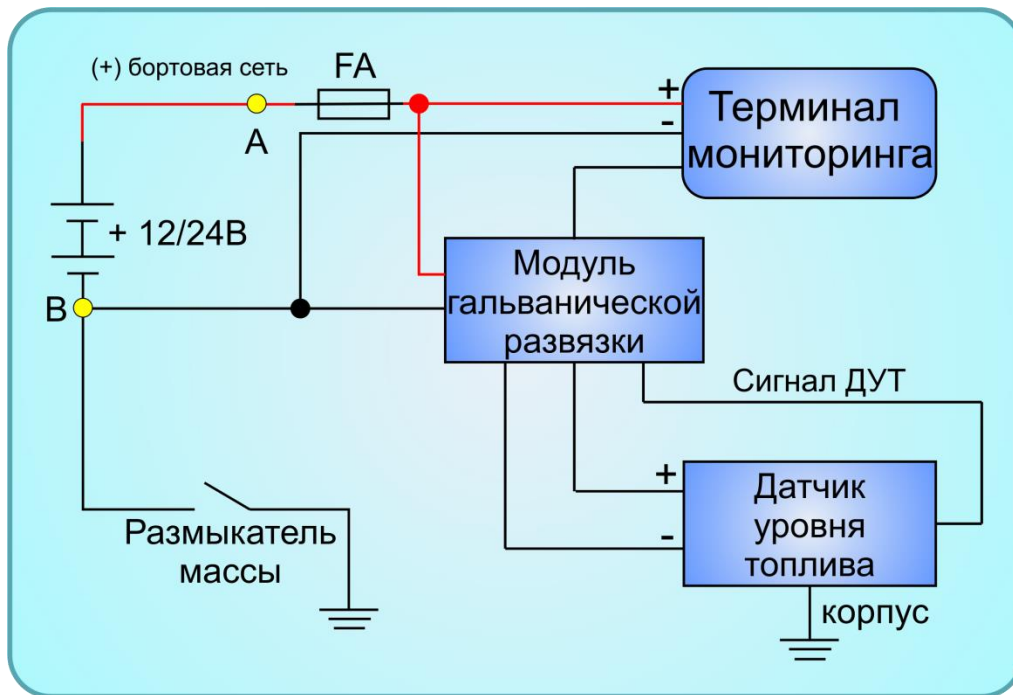 (+) бортовая сеть
FA
A
+
-
Терминал
мониторинга
+ 12/24В
B
Модуль
гальванической
развязки
Сигнал ДУТ
+
-
Датчик
уровня
топлива
Размыкатель
массы
корпус